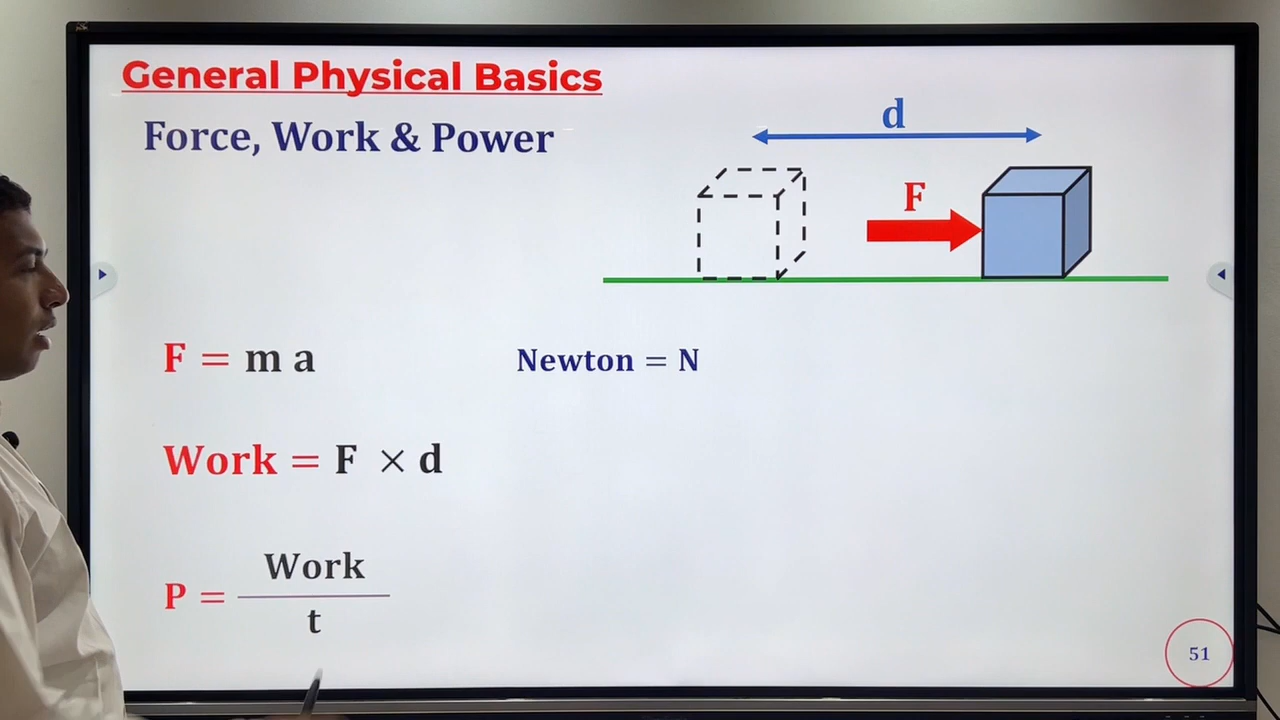 General Physical Basics
Force, Work & Power
d
F
F = m a
Newton = N
Work = F × d
P = Work / t
51